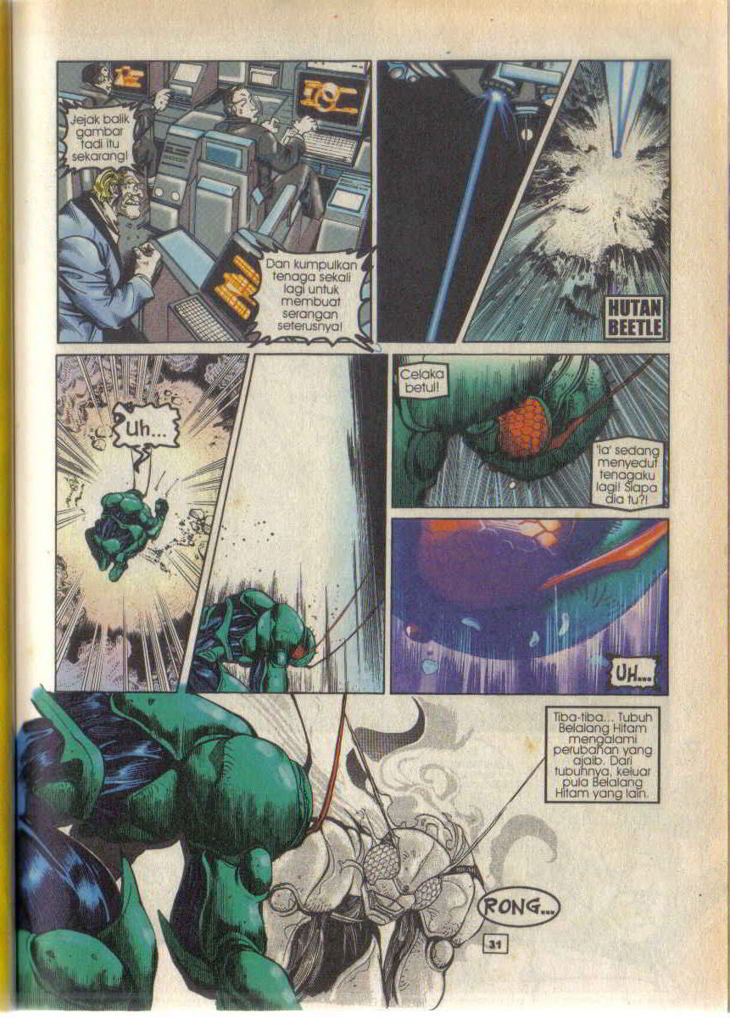 Jejak balik
gambar
tadi itu
sekarang!
Dan kumpulkan
tenaga sekali
lagi untuk
membuat
serangan
seterusnya!
HUTAN
BEETLE
Uh...
Celaka
betul!
'Ia' sedang
menyedut
tenagaku
lagi! Siapa
dia tu?!
UH...
Tiba-tiba... Tubuh
Belalang Hitam
mengalami
perubahan yang
ajaib. Dari
tubuhnya, keluar
pula Belalang
Hitam yang lain.
RONG...
31